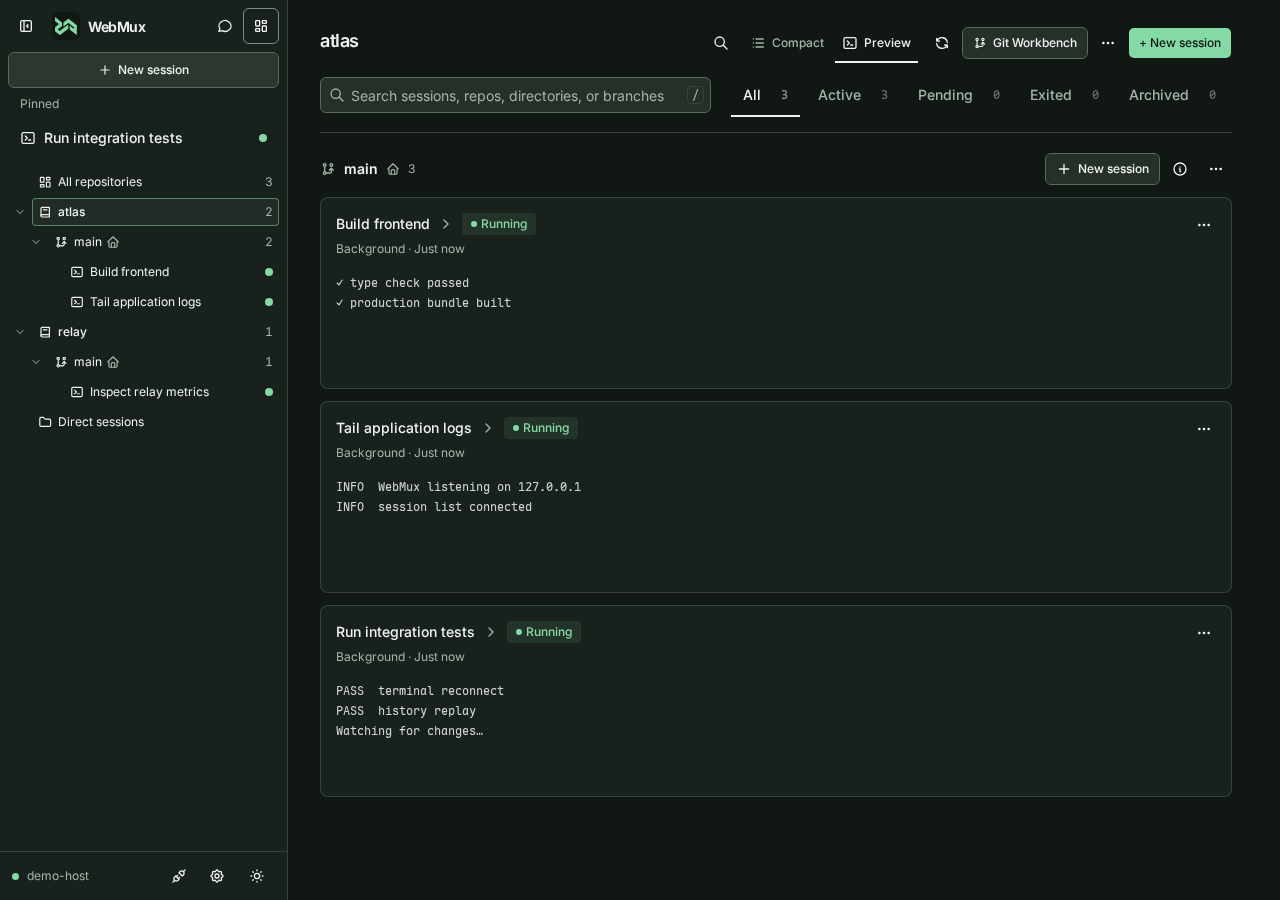 WebMux
New session
Pinned
Run integration tests
All repositories 3
atlas 2
main 2
Build frontend
Tail application logs
relay 1
main 1
Inspect relay metrics
Direct sessions
demo-host
atlas
Compact Preview Git Workbench + New session
Search sessions, repos, directories, or branches /
All 3 Active 3 Pending 0 Exited 0 Archived 0
main 3 New session
Build frontend Running
Background · Just now
✓ type check passed
✓ production bundle built
Tail application logs Running
Background · Just now
INFO  WebMux listening on 127.0.0.1
INFO  session list connected
Run integration tests Running
Background · Just now
PASS  terminal reconnect
PASS  history replay
Watching for changes…